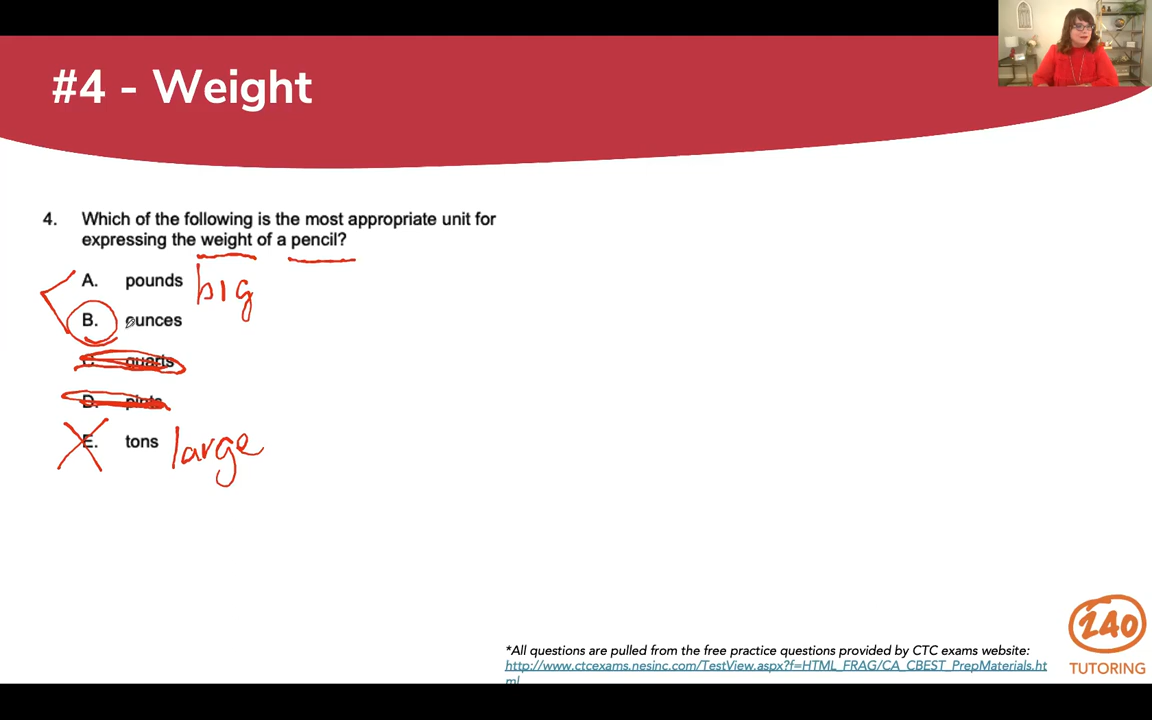 #4 - Weight
4. Which of the following is the most appropriate unit for
expressing the weight of a pencil?
A. pounds big
B. ounces
C. quarts
D. pints
E. tons large
*All questions are pulled from the free practice questions provided by CTC exams website:
http://www.ctcexams.nesinc.com/TestView.aspx?f=HTML_FRAG/CA_CBEST_PrepMaterials.ht
ml
240
TUTORING